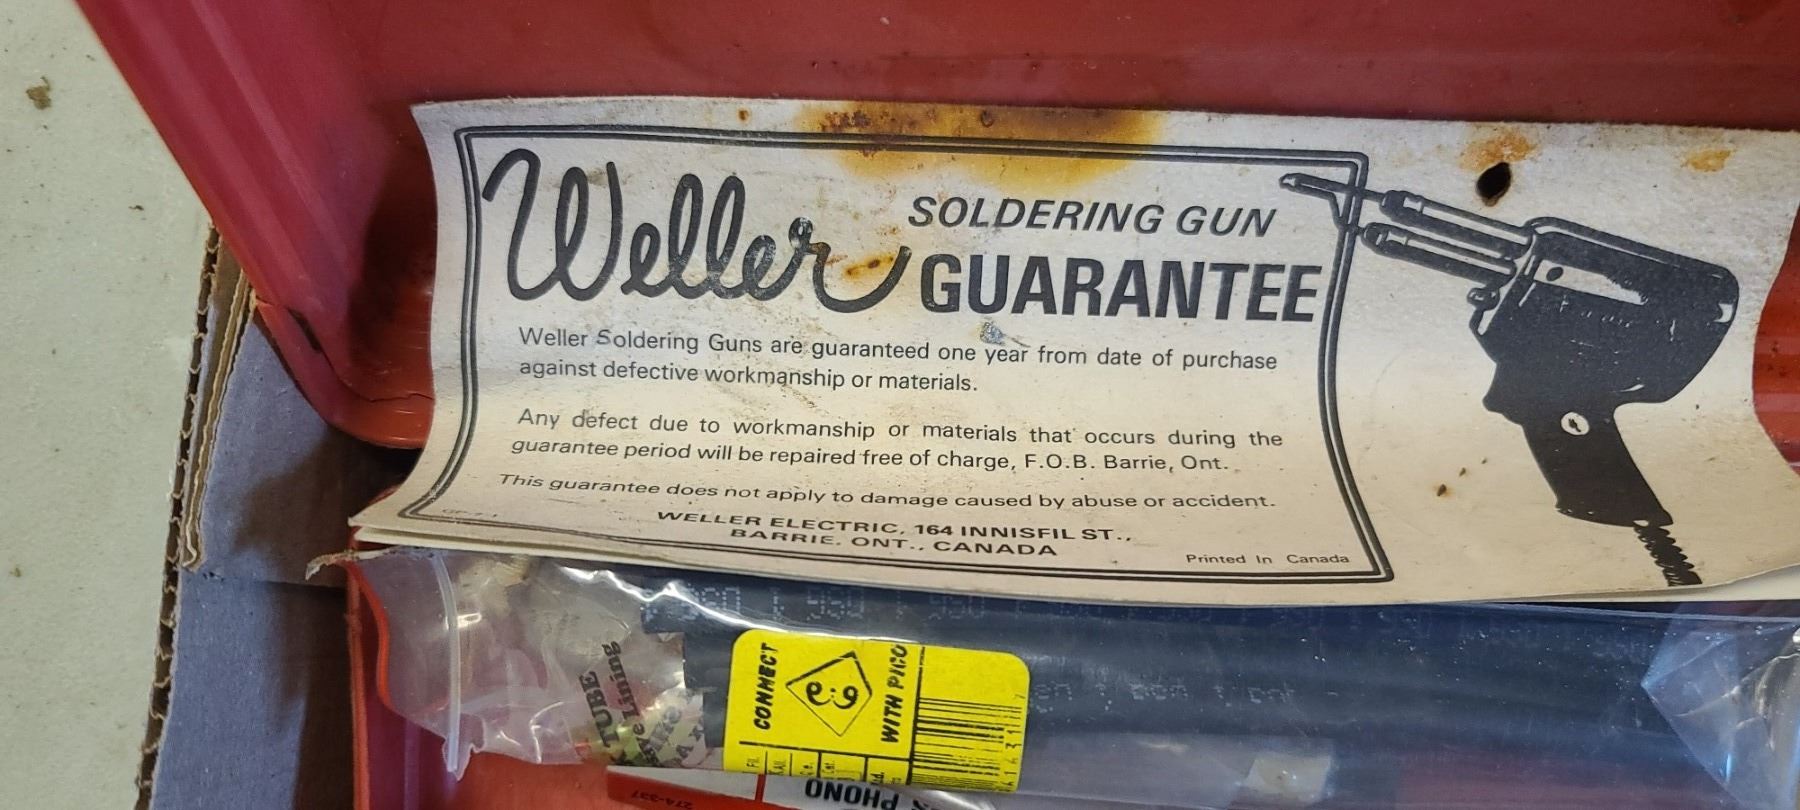 Weller SOLDERING GUN
GUARANTEE
Weller Soldering Guns are guaranteed one year from date of purchase
against defective workmanship or materials.
Any defect due to workmanship or materials that occurs during the
guarantee period will be repaired free of charge, F.O.B. Barrie, Ont.
This guarantee does not apply to damage caused by abuse or accident.
WELLER ELECTRIC, 164 INNISFIL ST.,
BARRIE, ONT., CANADA
Printed In Canada
TUBE
CONNECT
WITH PICO
PHONO